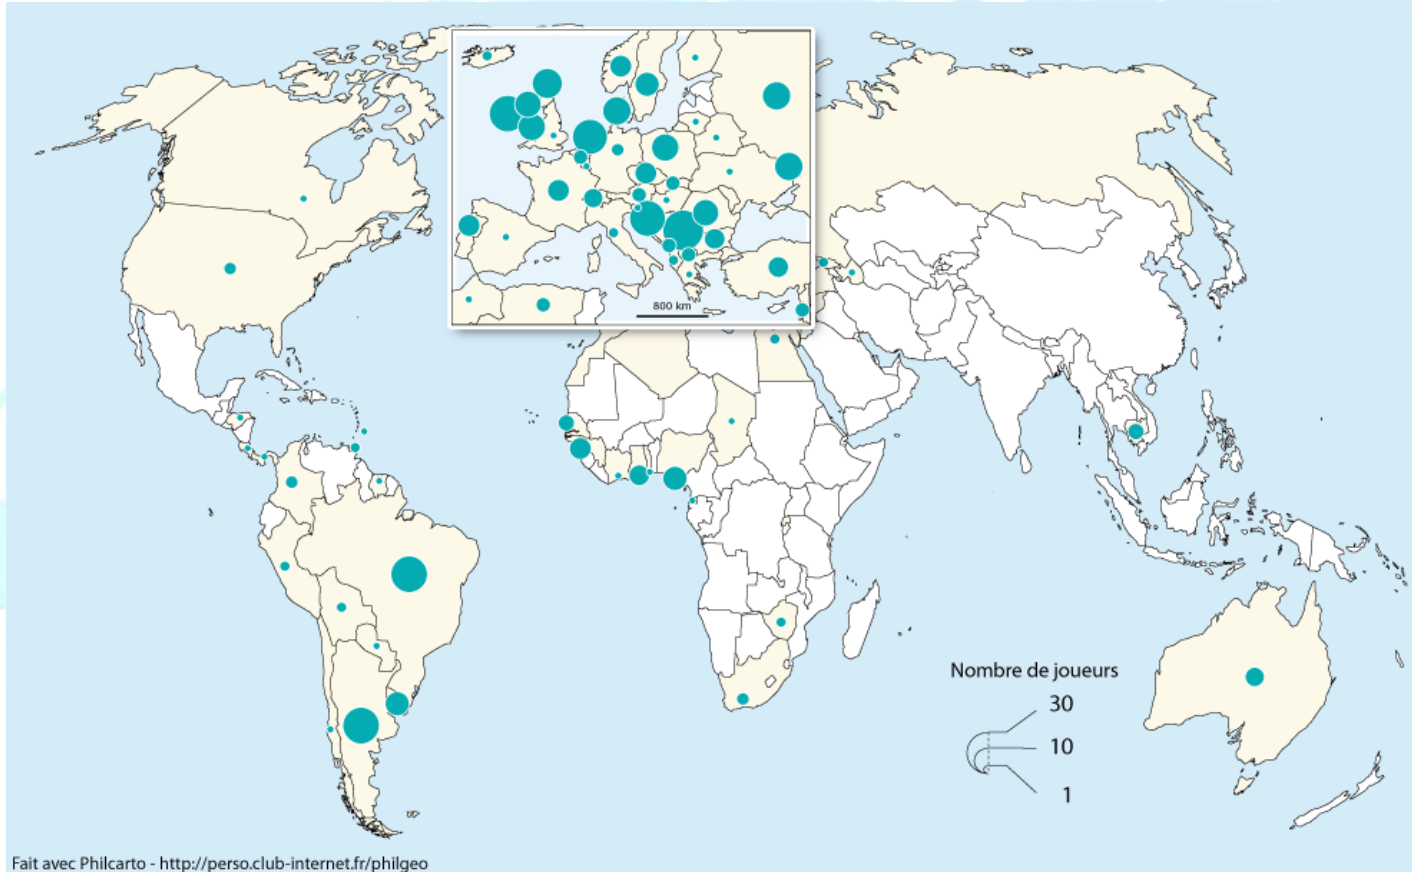 800 km
Nombre de joueurs
30
10
1
Fait avec Philcarto - http://perso.club-internet.fr/philgeo